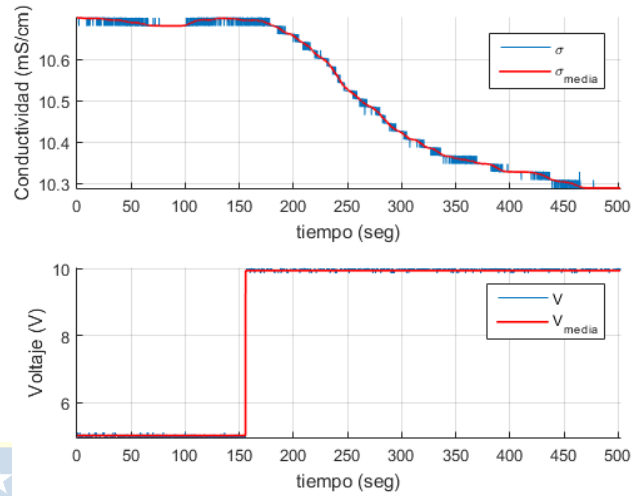 Conductividad (mS/cm)
10.6
10.5
10.4
10.3
σ
σmedia
0 50 100 150 200 250 300 350 400 450 500
tiempo (seg)
Voltaje (V)
10
8
6
V
Vmedia
0 50 100 150 200 250 300 350 400 450 500
tiempo (seg)